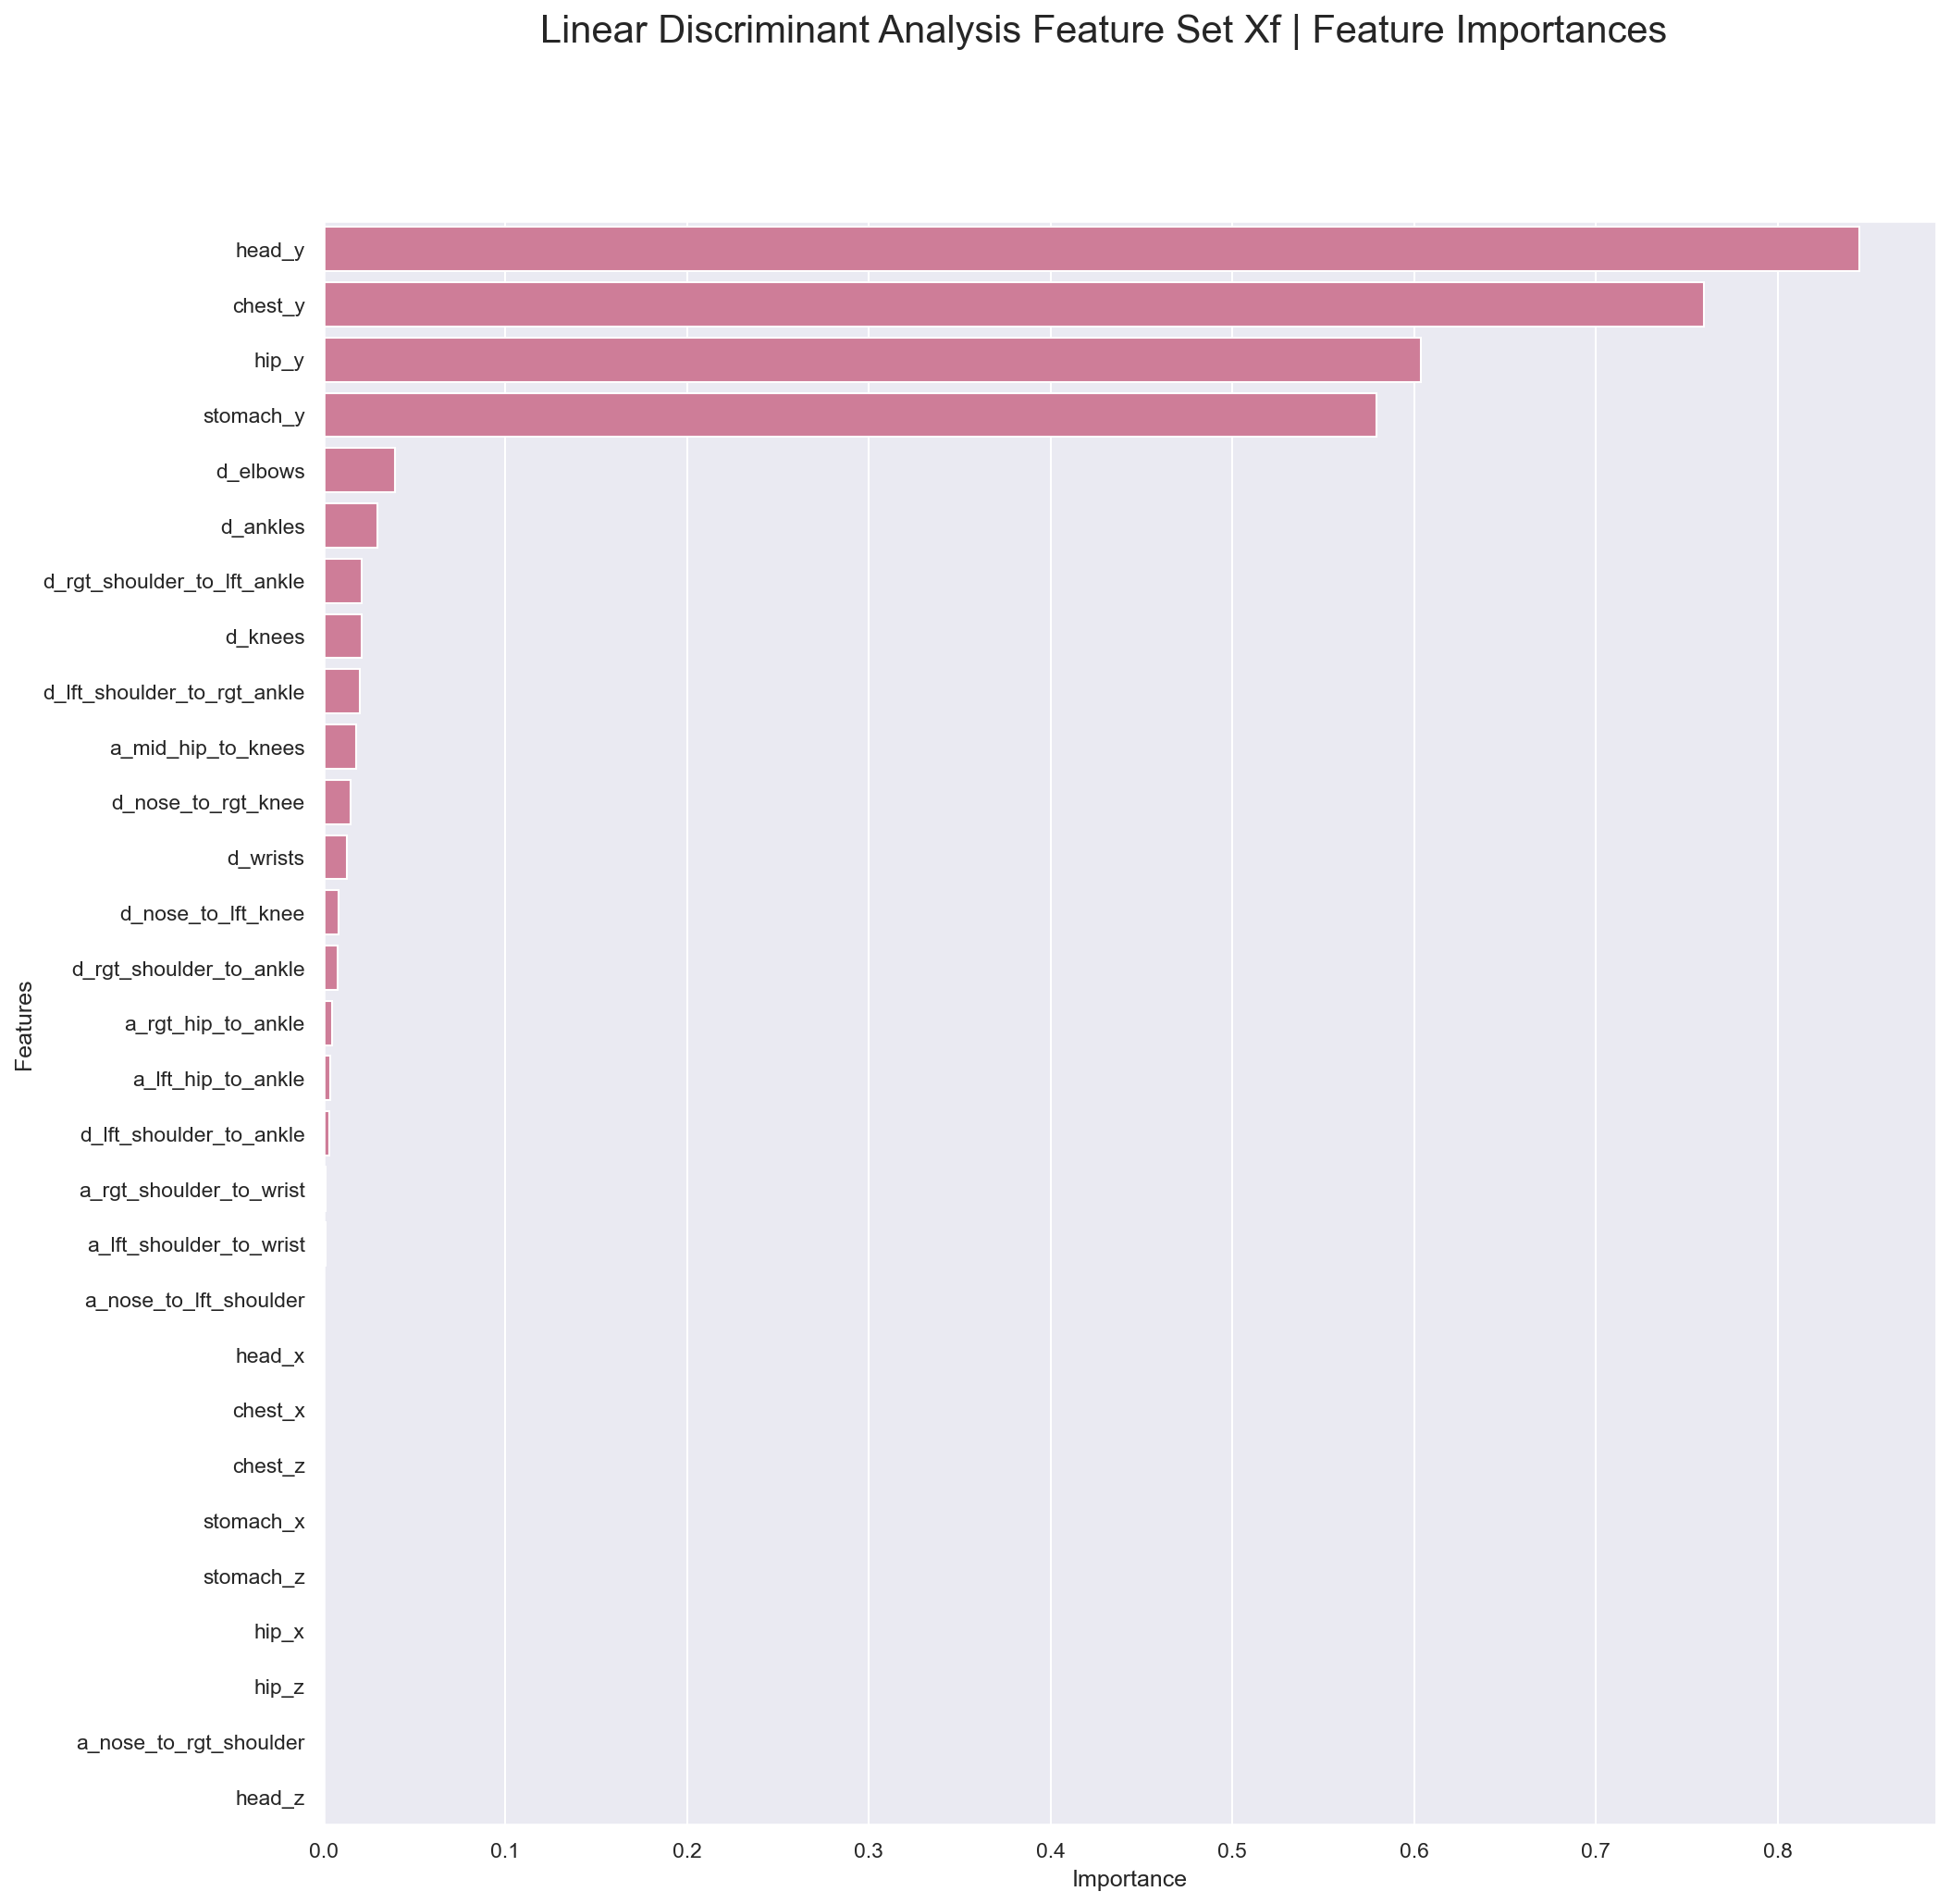 Linear Discriminant Analysis Feature Set Xf | Feature Importances
head_y
chest_y
hip_y
stomach_y
d_elbows
d_ankles
d_rgt_shoulder_to_lft_ankle
d_knees
d_lft_shoulder_to_rgt_ankle
a_mid_hip_to_knees
d_nose_to_rgt_knee
d_wrists
d_nose_to_lft_knee
d_rgt_shoulder_to_ankle
a_rgt_hip_to_ankle
a_lft_hip_to_ankle
d_lft_shoulder_to_ankle
a_rgt_shoulder_to_wrist
a_lft_shoulder_to_wrist
a_nose_to_lft_shoulder
head_x
chest_x
chest_z
stomach_x
stomach_z
hip_x
hip_z
a_nose_to_rgt_shoulder
head_z
Features
0.0 0.1 0.2 0.3 0.4 0.5 0.6 0.7 0.8
Importance